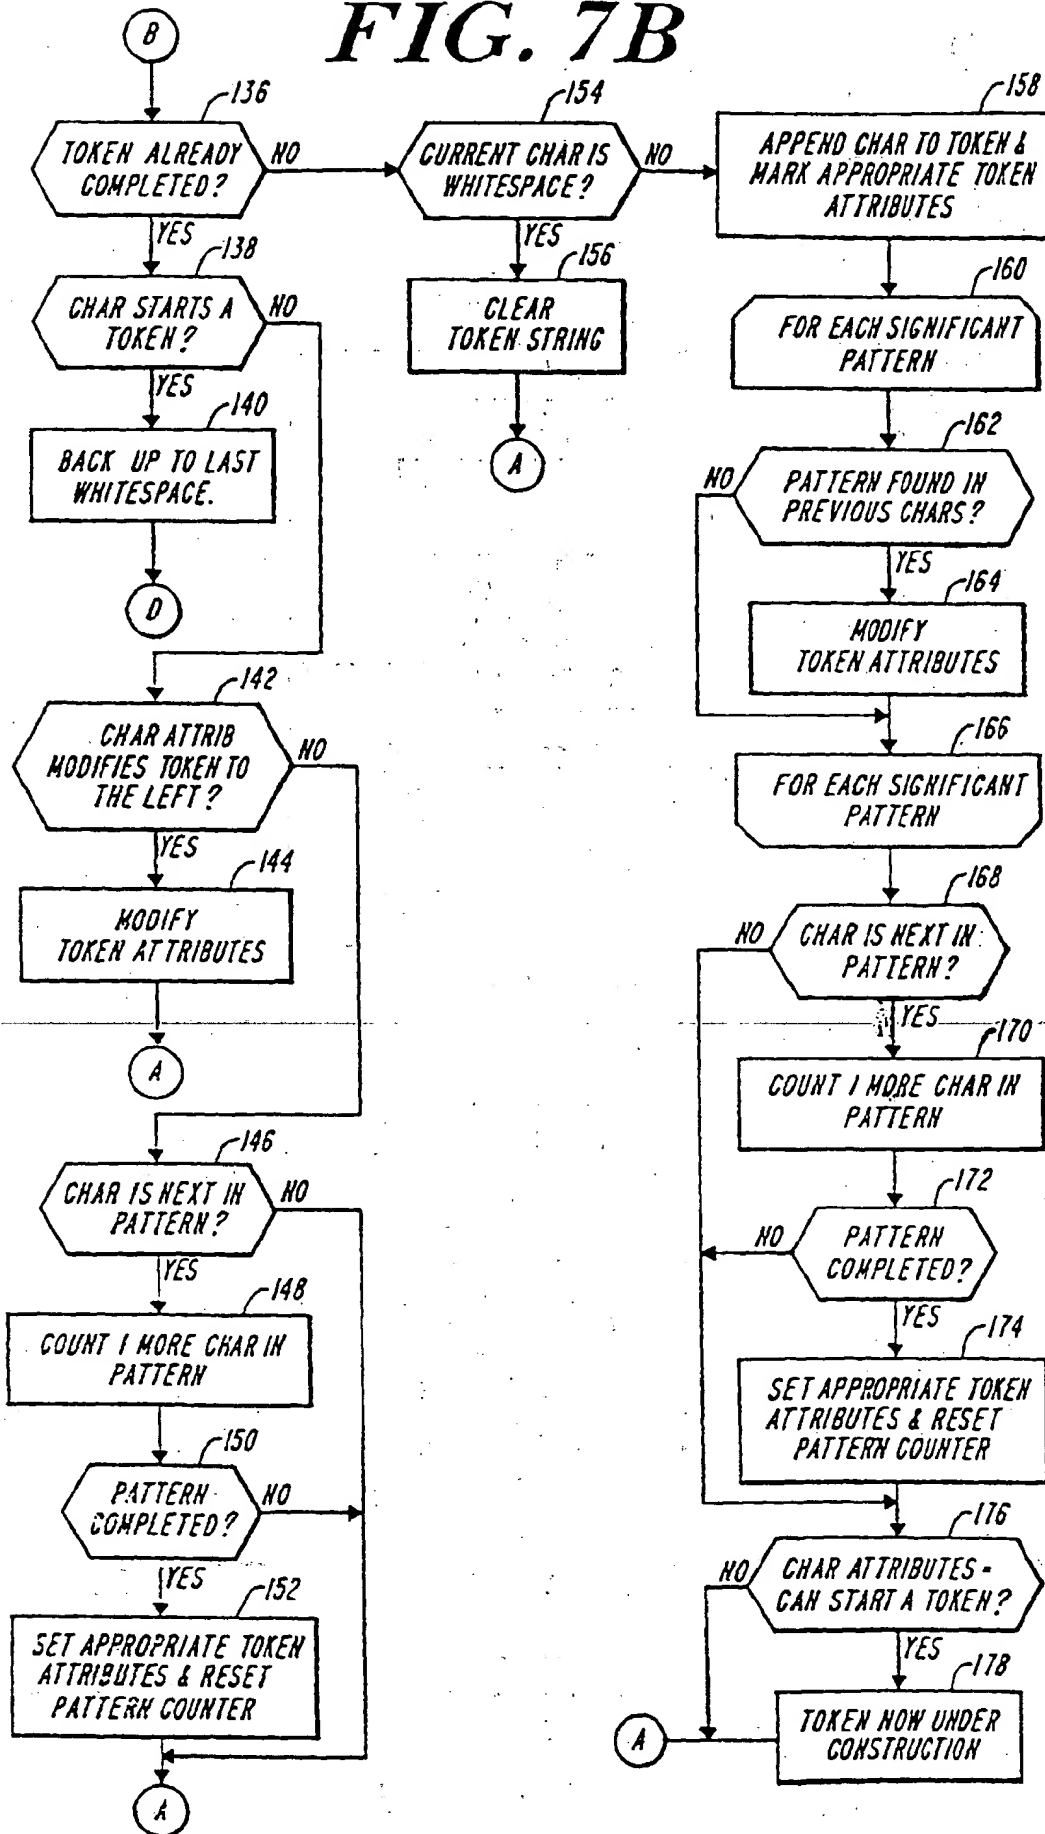 FIG. 7B
B
136
TOKEN ALREADY
COMPLETED?
NO
YES
138
CHAR STARTS A
TOKEN?
NO
YES
140
BACK UP TO LAST
WHITESPACE.
D
142
CHAR ATTRIB
MODIFIES TOKEN TO
THE LEFT?
NO
YES
144
MODIFY
TOKEN ATTRIBUTES
A
146
CHAR IS NEXT IN
PATTERN?
NO
YES
148
COUNT 1 MORE CHAR IN
PATTERN
150
PATTERN
COMPLETED?
NO
YES
152
SET APPROPRIATE TOKEN
ATTRIBUTES & RESET
PATTERN COUNTER
A
154
CURRENT CHAR IS
WHITESPACE?
NO
YES
156
CLEAR
TOKEN STRING
A
158
APPEND CHAR TO TOKEN &
MARK APPROPRIATE TOKEN
ATTRIBUTES
160
FOR EACH SIGNIFICANT
PATTERN
162
PATTERN FOUND IN
PREVIOUS CHARS?
NO
YES
164
MODIFY
TOKEN ATTRIBUTES
166
FOR EACH SIGNIFICANT
PATTERN
168
CHAR IS NEXT IN
PATTERN?
NO
YES
170
COUNT 1 MORE CHAR IN
PATTERN
172
PATTERN
COMPLETED?
NO
YES
174
SET APPROPRIATE TOKEN
ATTRIBUTES & RESET
PATTERN COUNTER
176
CHAR ATTRIBUTES -
CAN START A TOKEN?
NO
YES
178
TOKEN NOW UNDER
CONSTRUCTION
A